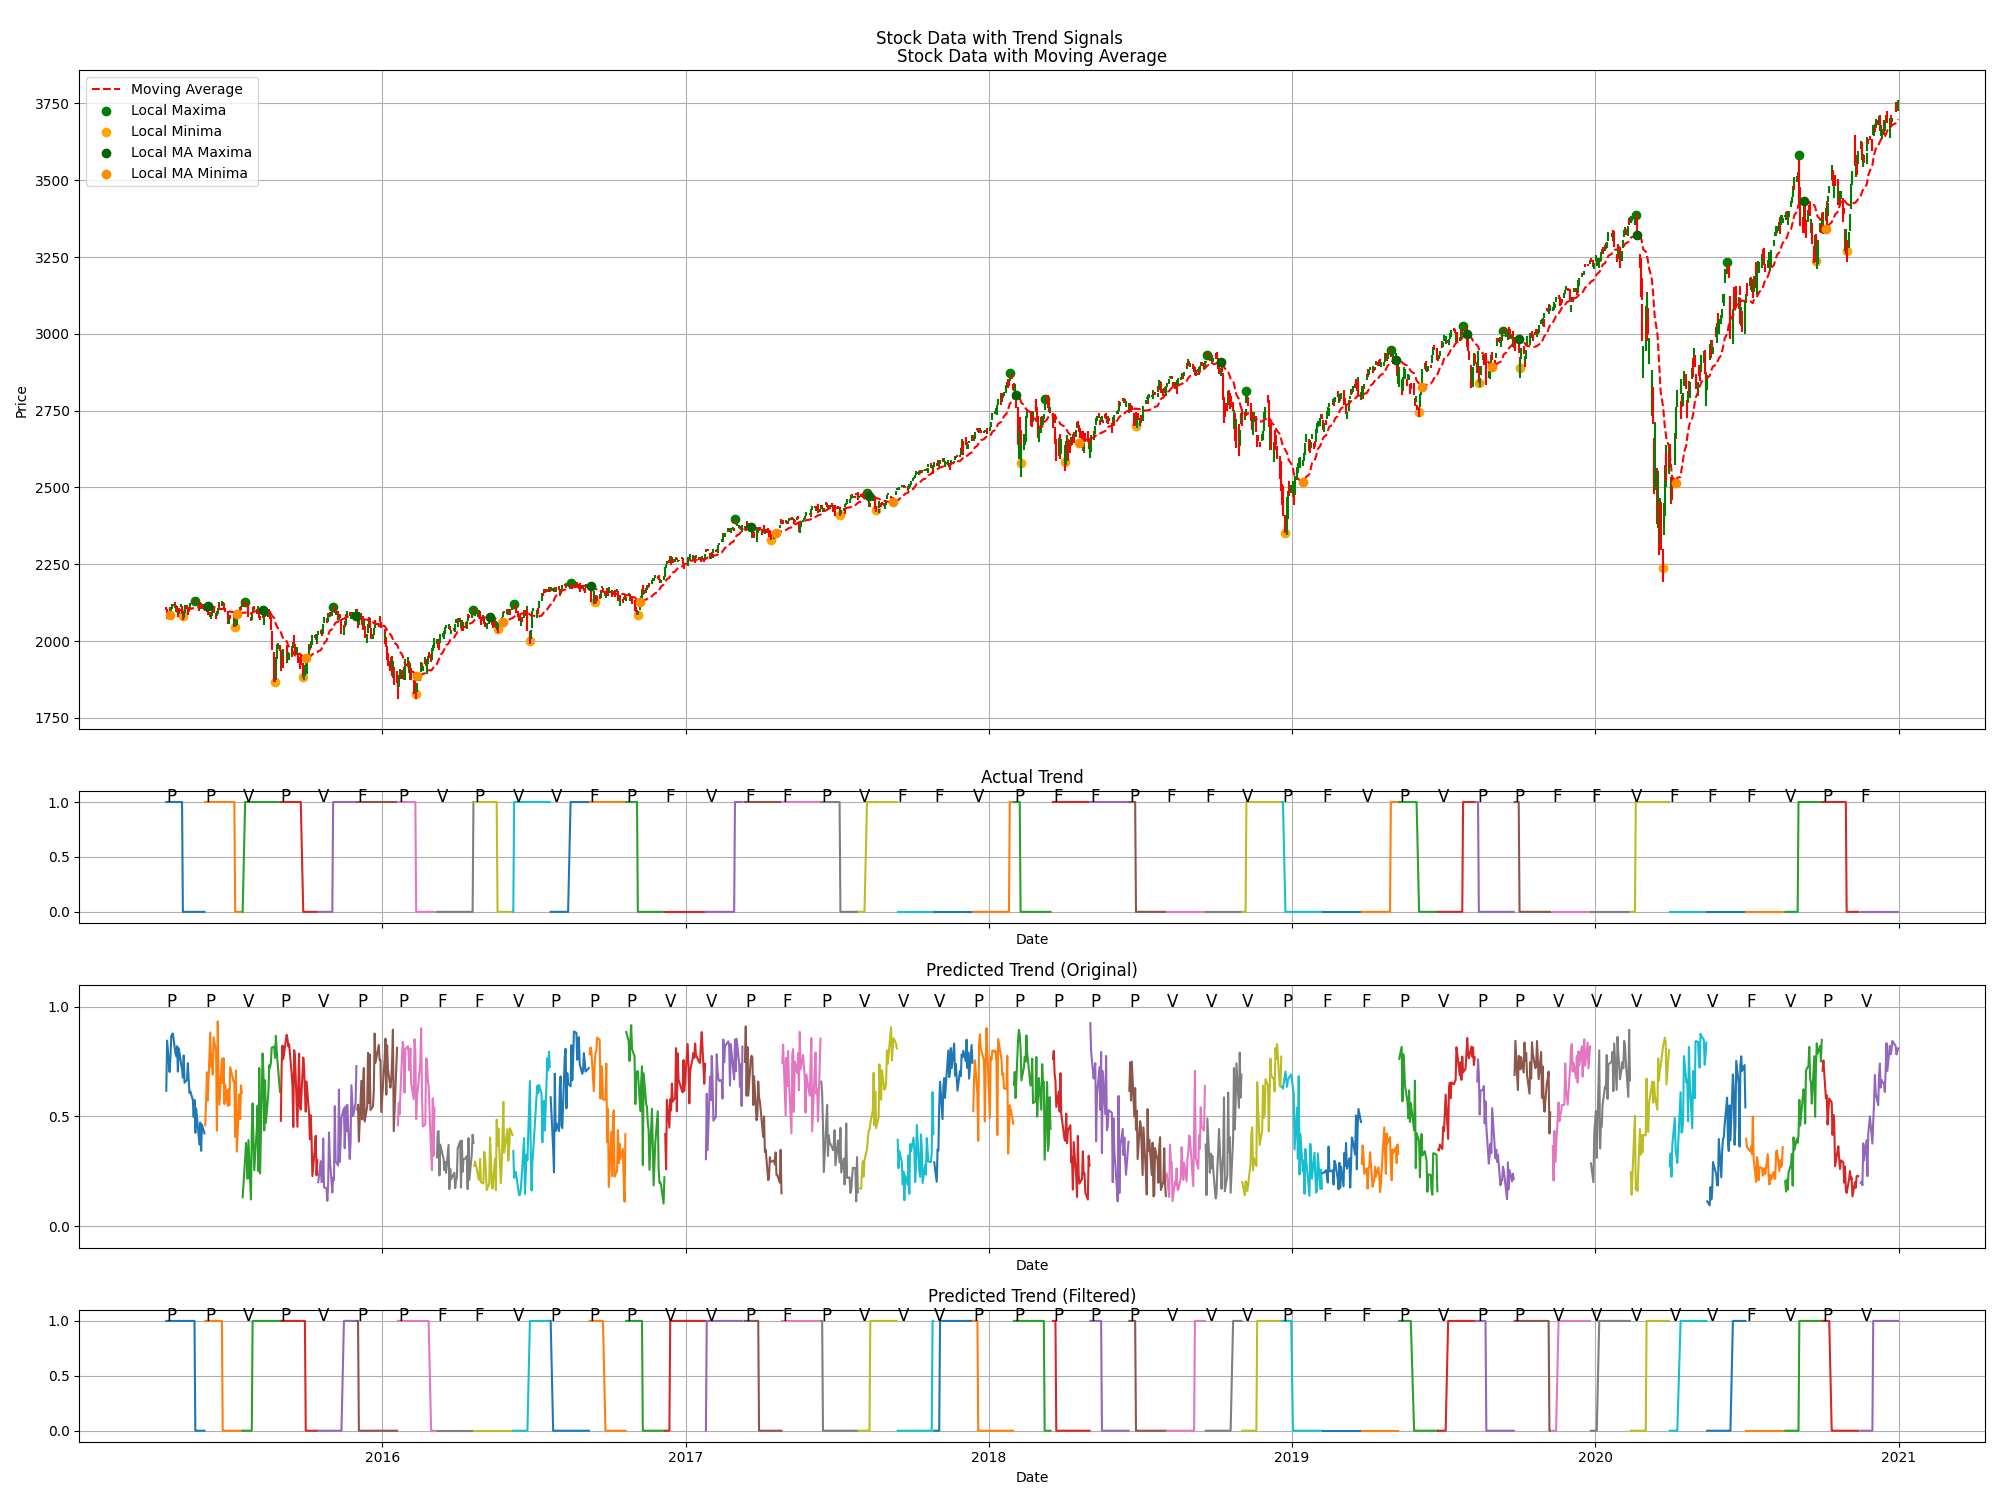 Stock Data with Trend Signals
Stock Data with Moving Average
Moving Average
Local Maxima
Local Minima
Local MA Maxima
Local MA Minima
3750
3500
3250
3000
2750
2500
2250
2000
1750
Price
Actual Trend
P P V P V F P V P V V F P F V F F P V F F V P F F P F F V P F V P V P P F F V F F F V P F
1.0
0.5
0.0
Date
Predicted Trend (Original)
P P V P V P P F F V P P P V V P F P V V V P P P P P V V V P F F P V P P V V V V V F V P V
1.0
0.5
0.0
Date
Predicted Trend (Filtered)
P P V P V P P F F V P P P V V P F P V V V P P P P P V V V P F F P V P P V V V V V F V P V
1.0
0.5
0.0
2016 2017 2018 2019 2020 2021
Date